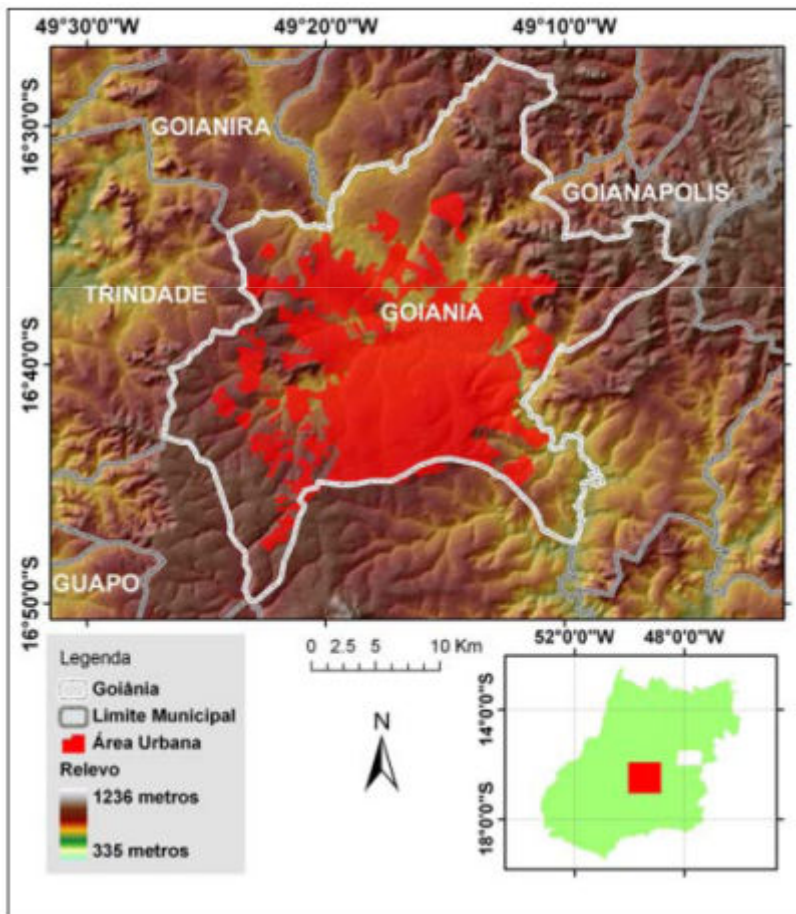 49°30'0"W 49°20'0"W 49°10'0"W
16°30'0"S
16°40'0"S
16°50'0"S
GOIANIRA
GOIANAPOLIS
TRINDADE
GOIANIA
GUAPO
Legenda
Goiânia
Limite Municipal
Área Urbana
Relevo
1236 metros
335 metros
0 2.5 5 10 Km
N
52°0'0"W 48°0'0"W
14°0'0"S
18°0'0"S